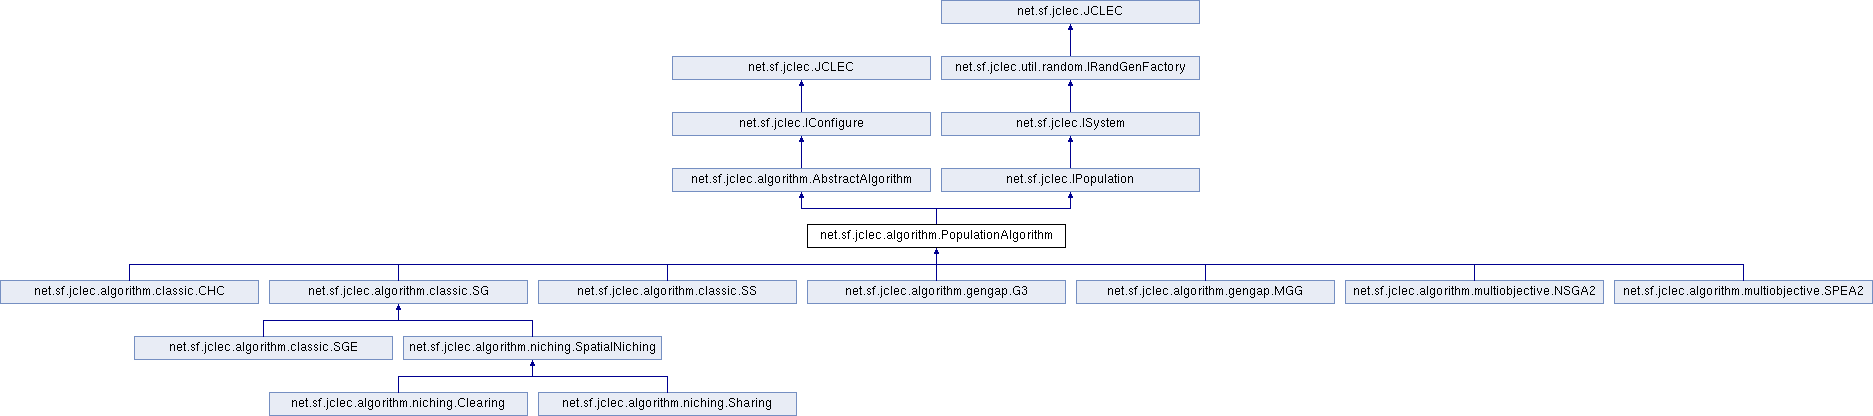 net.sf.jclec.JCLEC
net.sf.jclec.JCLEC
net.sf.jclec.util.random.IRandGenFactory
net.sf.jclec.IConfigure
net.sf.jclec.ISystem
net.sf.jclec.algorithm.AbstractAlgorithm
net.sf.jclec.IPopulation
net.sf.jclec.algorithm.PopulationAlgorithm
net.sf.jclec.algorithm.classic.CHC
net.sf.jclec.algorithm.classic.SG
net.sf.jclec.algorithm.classic.SS
net.sf.jclec.algorithm.gengap.G3
net.sf.jclec.algorithm.gengap.MGG
net.sf.jclec.algorithm.multiobjective.NSGA2
net.sf.jclec.algorithm.multiobjective.SPEA2
net.sf.jclec.algorithm.classic.SGE
net.sf.jclec.algorithm.niching.SpatialNiching
net.sf.jclec.algorithm.niching.Clearing
net.sf.jclec.algorithm.niching.Sharing